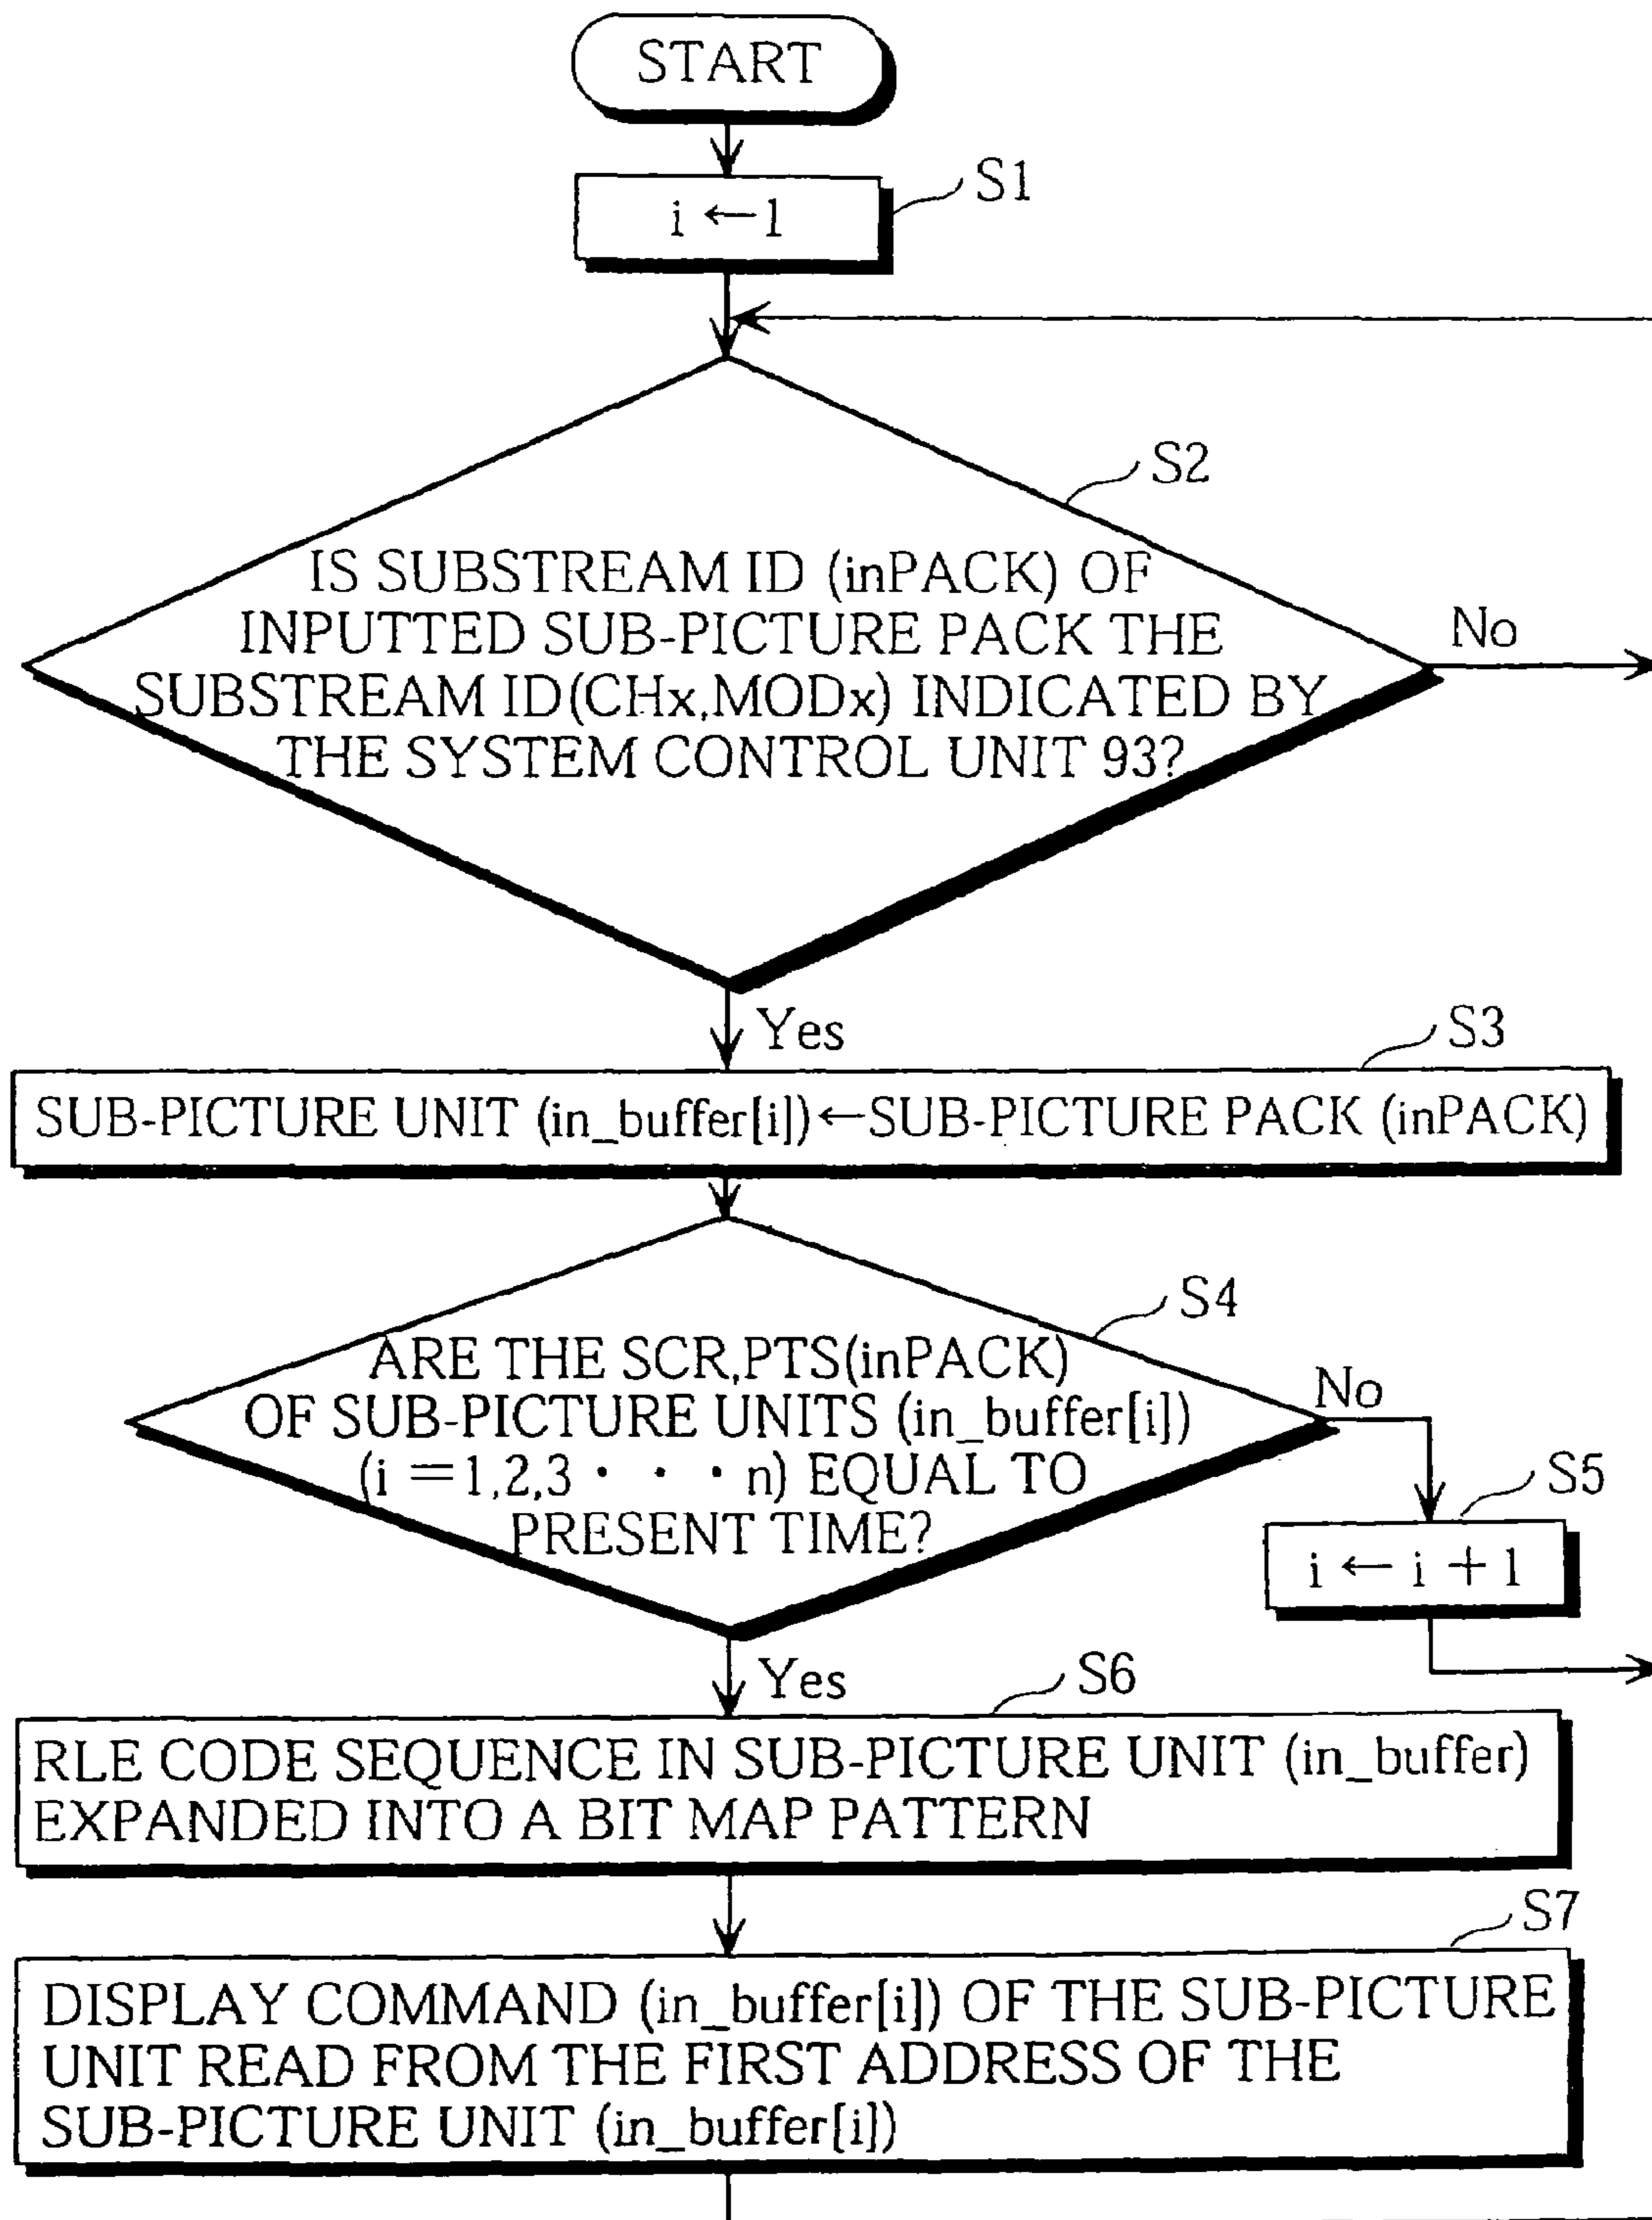 START
S1
i ←1
S2
IS SUBSTREAM ID (inPACK) OF
INPUTTED SUB-PICTURE PACK THE
SUBSTREAM ID(CHx,MODx) INDICATED BY
THE SYSTEM CONTROL UNIT 93?
No
Yes
S3
SUB-PICTURE UNIT (in_buffer[i])←SUB-PICTURE PACK (inPACK)
S4
ARE THE SCR,PTS(inPACK)
OF SUB-PICTURE UNITS (in_buffer[i])
(i =1,2,3 · · · n) EQUAL TO
PRESENT TIME?
No
S5
i ← i +1
Yes
S6
RLE CODE SEQUENCE IN SUB-PICTURE UNIT (in_buffer)
EXPANDED INTO A BIT MAP PATTERN
S7
DISPLAY COMMAND (in_buffer[i]) OF THE SUB-PICTURE
UNIT READ FROM THE FIRST ADDRESS OF THE
SUB-PICTURE UNIT (in_buffer[i])